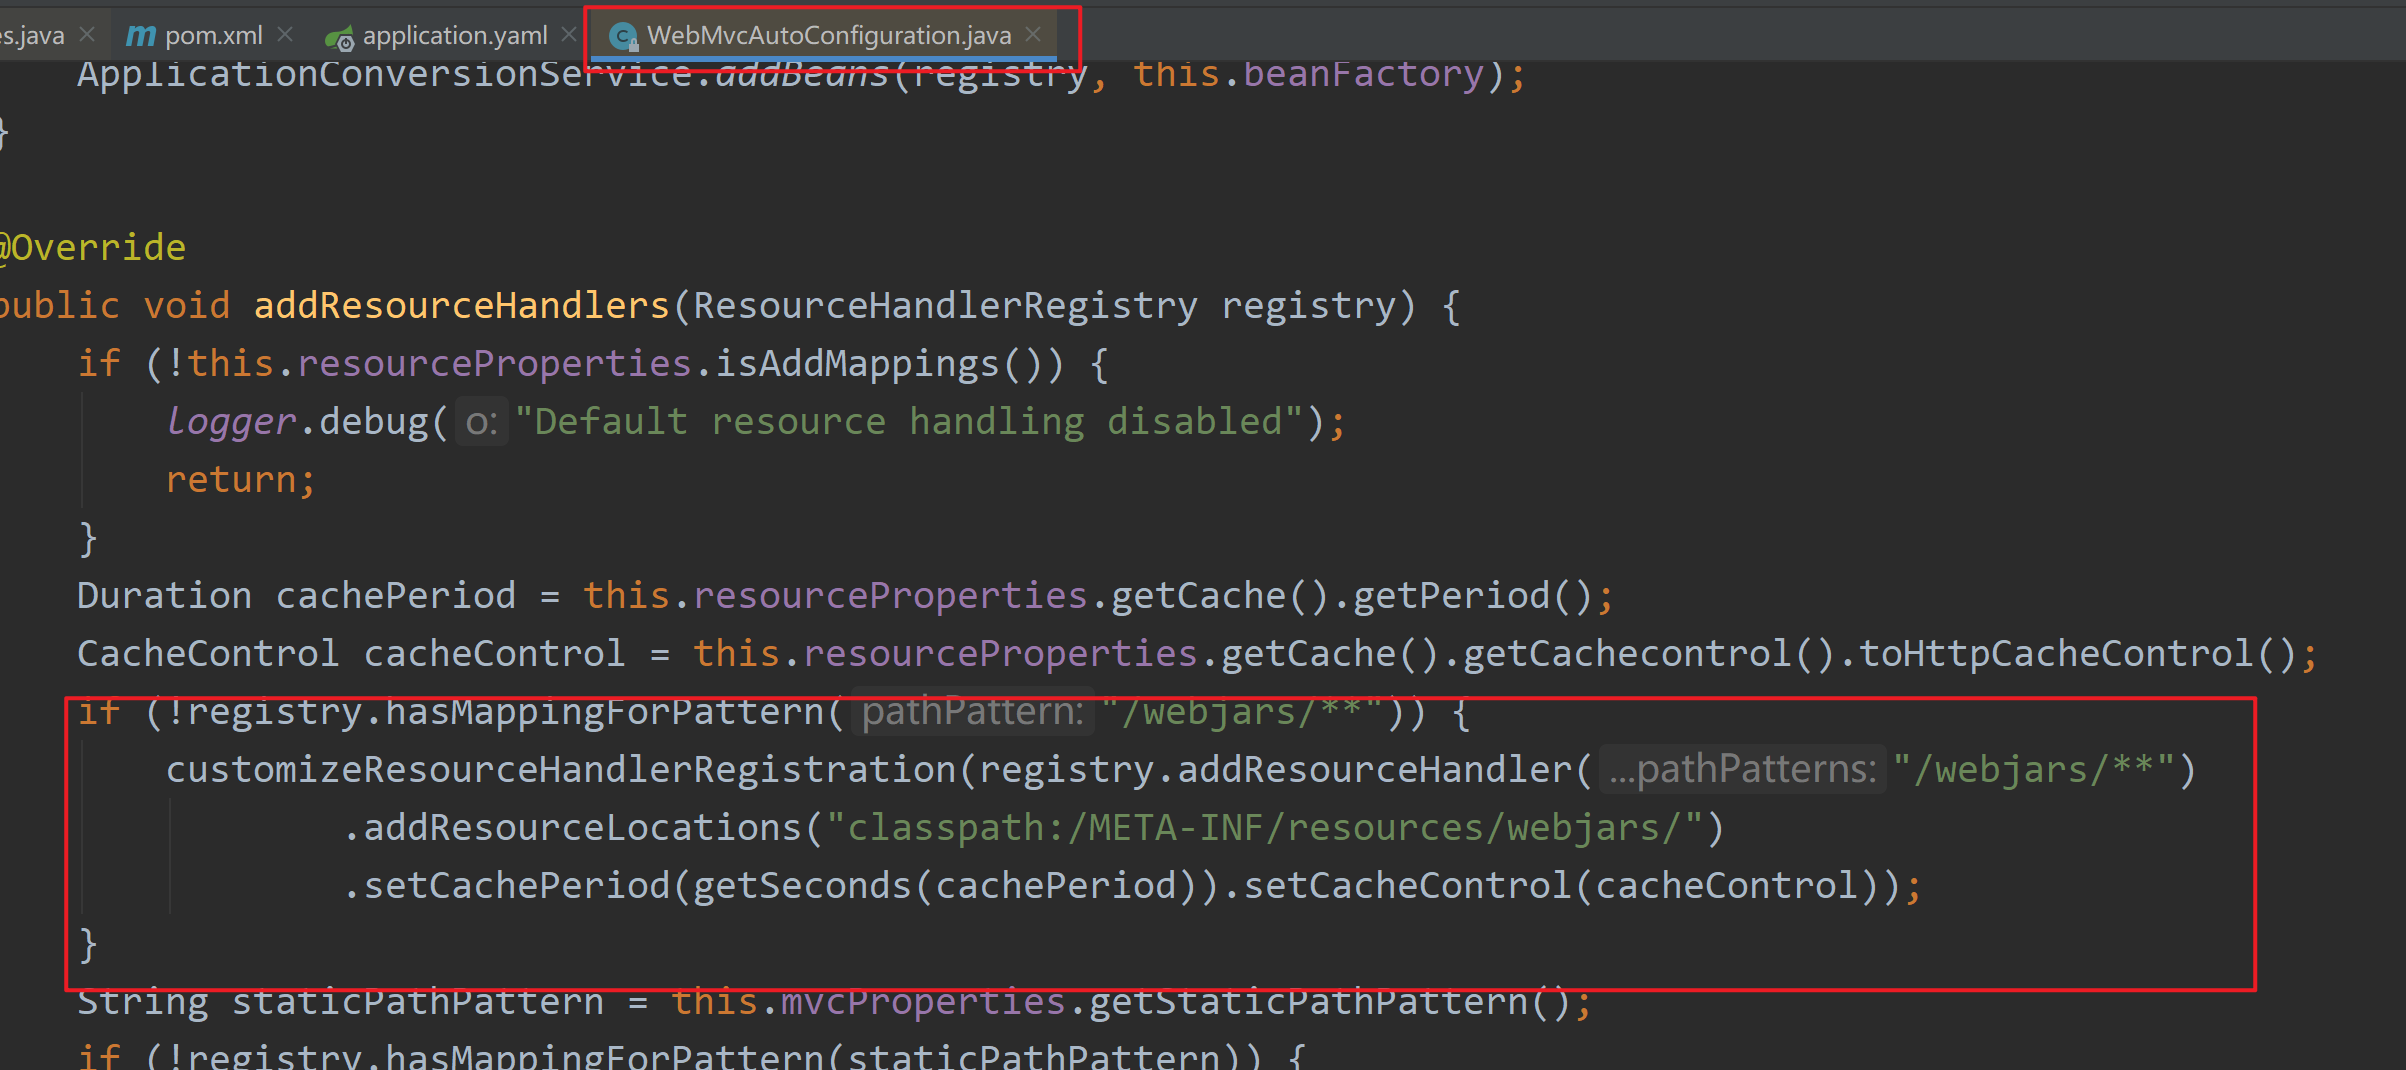 es.java pom.xml application.yaml WebMvcAutoConfiguration.java
ApplicationConversionService.addBeans(registry, this.beanFactory);
}
@Override
public void addResourceHandlers(ResourceHandlerRegistry registry) {
if (!this.resourceProperties.isAddMappings()) {
logger.debug( o: "Default resource handling disabled");
return;
}
Duration cachePeriod = this.resourceProperties.getCache().getPeriod();
CacheControl cacheControl = this.resourceProperties.getCache().getCachecontrol().toHttpCacheControl();
if (!registry.hasMappingForPattern( pathPattern: "/webjars/**")) {
customizeResourceHandlerRegistration(registry.addResourceHandler( ...pathPatterns: "/webjars/**")
.addResourceLocations("classpath:/META-INF/resources/webjars/")
.setCachePeriod(getSeconds(cachePeriod)).setCacheControl(cacheControl));
}
String staticPathPattern = this.mvcProperties.getStaticPathPattern();
if (!registry.hasMappingForPattern(staticPathPattern)) {